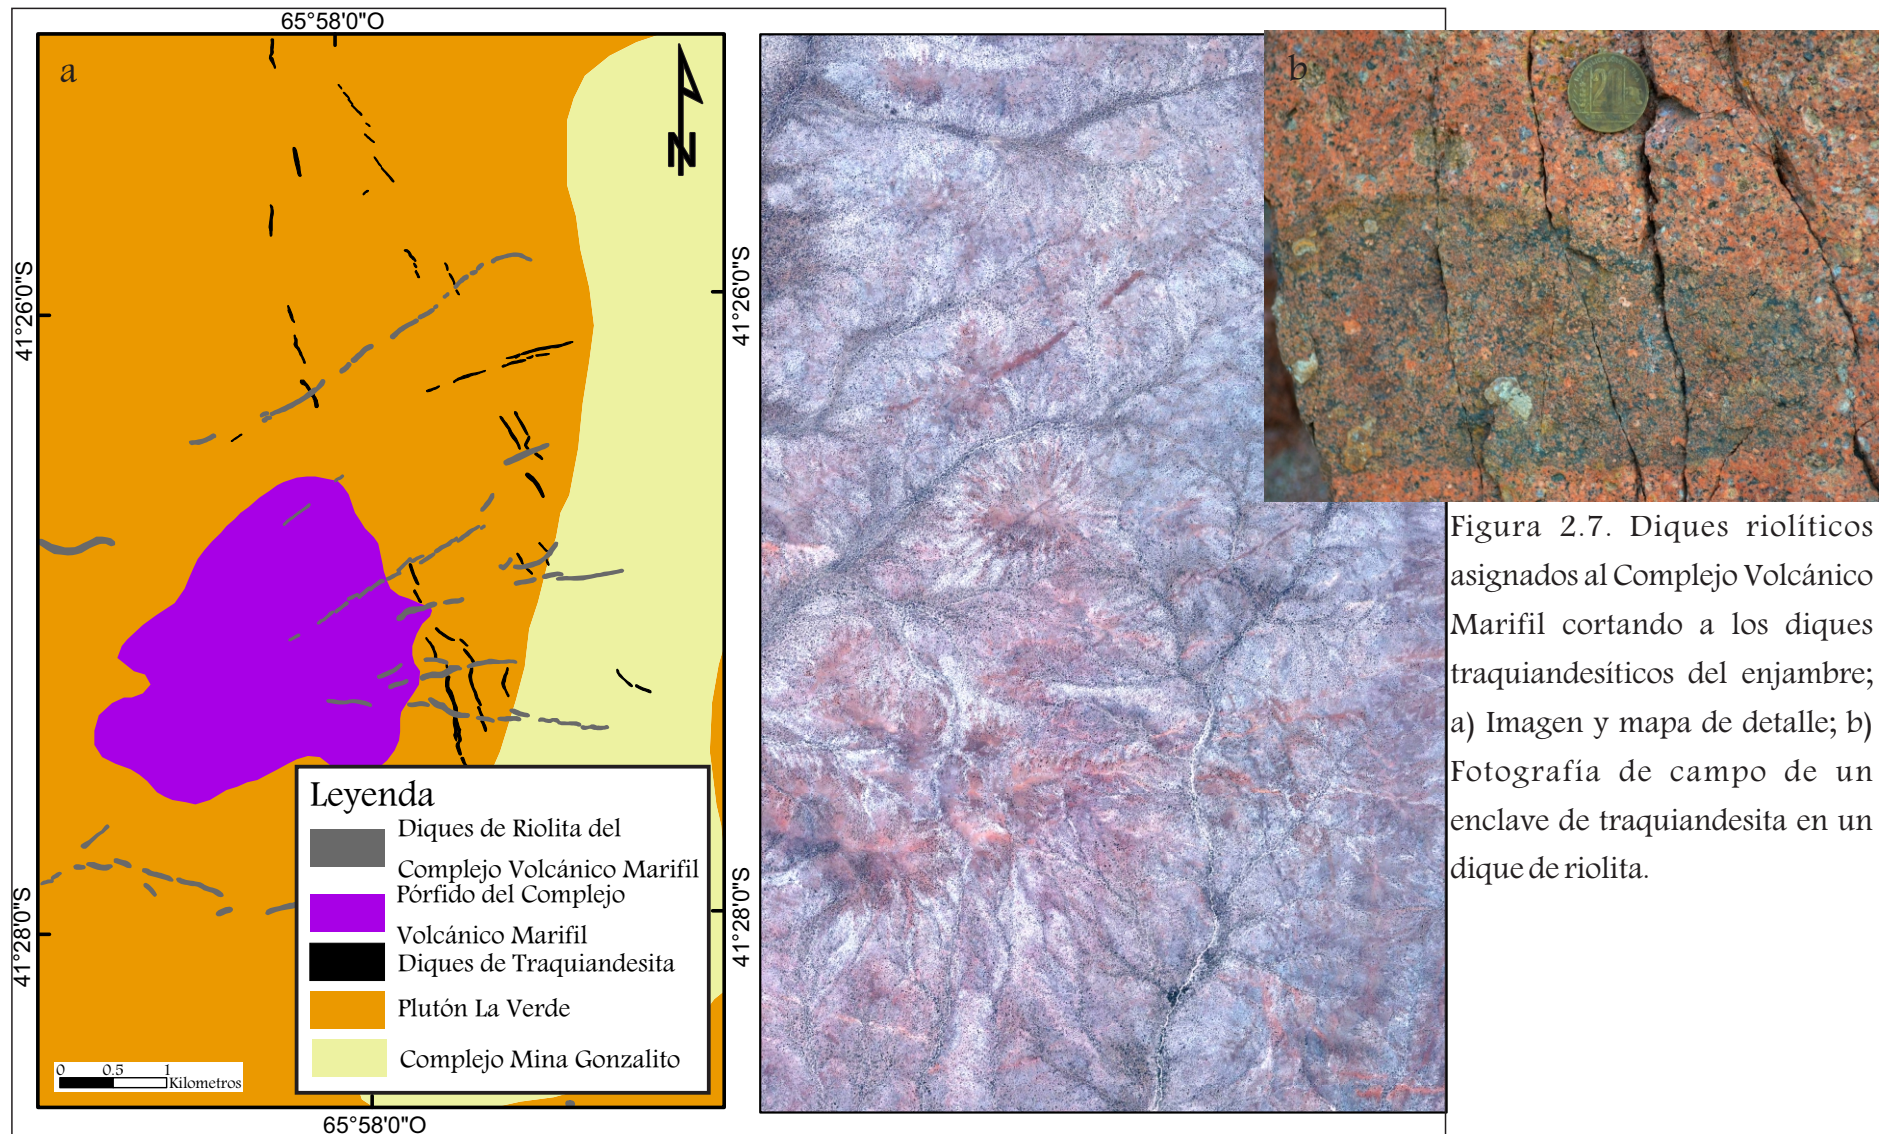 65°58'0"O
a
N
41°26'0"S
41°26'0"S
Leyenda
Diques de Riolita del
Complejo Volcánico Marifil
Pórfido del Complejo
Volcánico Marifil
Diques de Traquiandesita
Plutón La Verde
Complejo Mina Gonzalito
41°28'0"S
41°28'0"S
0 0.5 1
Kilometros
65°58'0"O
b
Figura 2.7. Diques riolíticos
asignados al Complejo Volcánico
Marifil cortando a los diques
traquiandesíticos del enjambre;
a) Imagen y mapa de detalle; b)
Fotografía de campo de un
enclave de traquiandesita en un
dique de riolita.